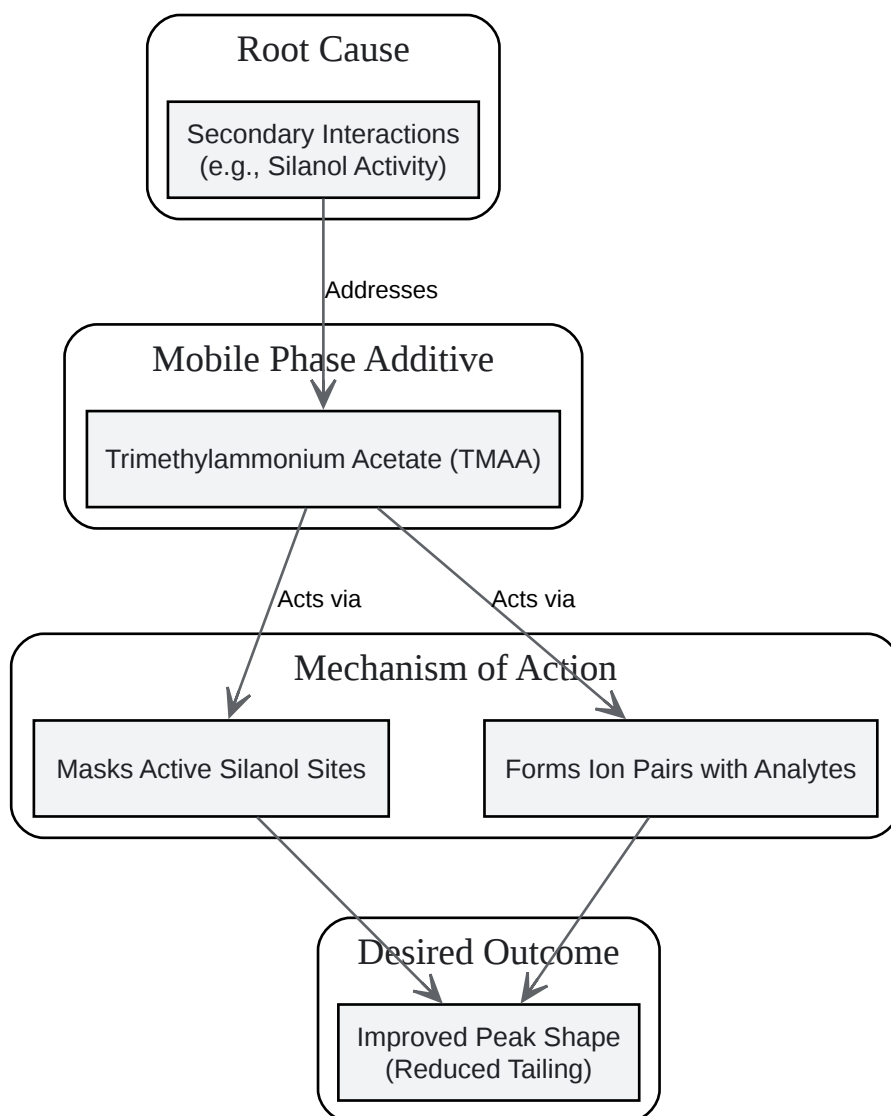 Root Cause
Secondary Interactions
(e.g., Silanol Activity)
Addresses
Mobile Phase Additive
Trimethylammonium Acetate (TMAA)
Acts via
Acts via
Mechanism of Action
Masks Active Silanol Sites
Forms Ion Pairs with Analytes
Desired Outcome
Improved Peak Shape
(Reduced Tailing)